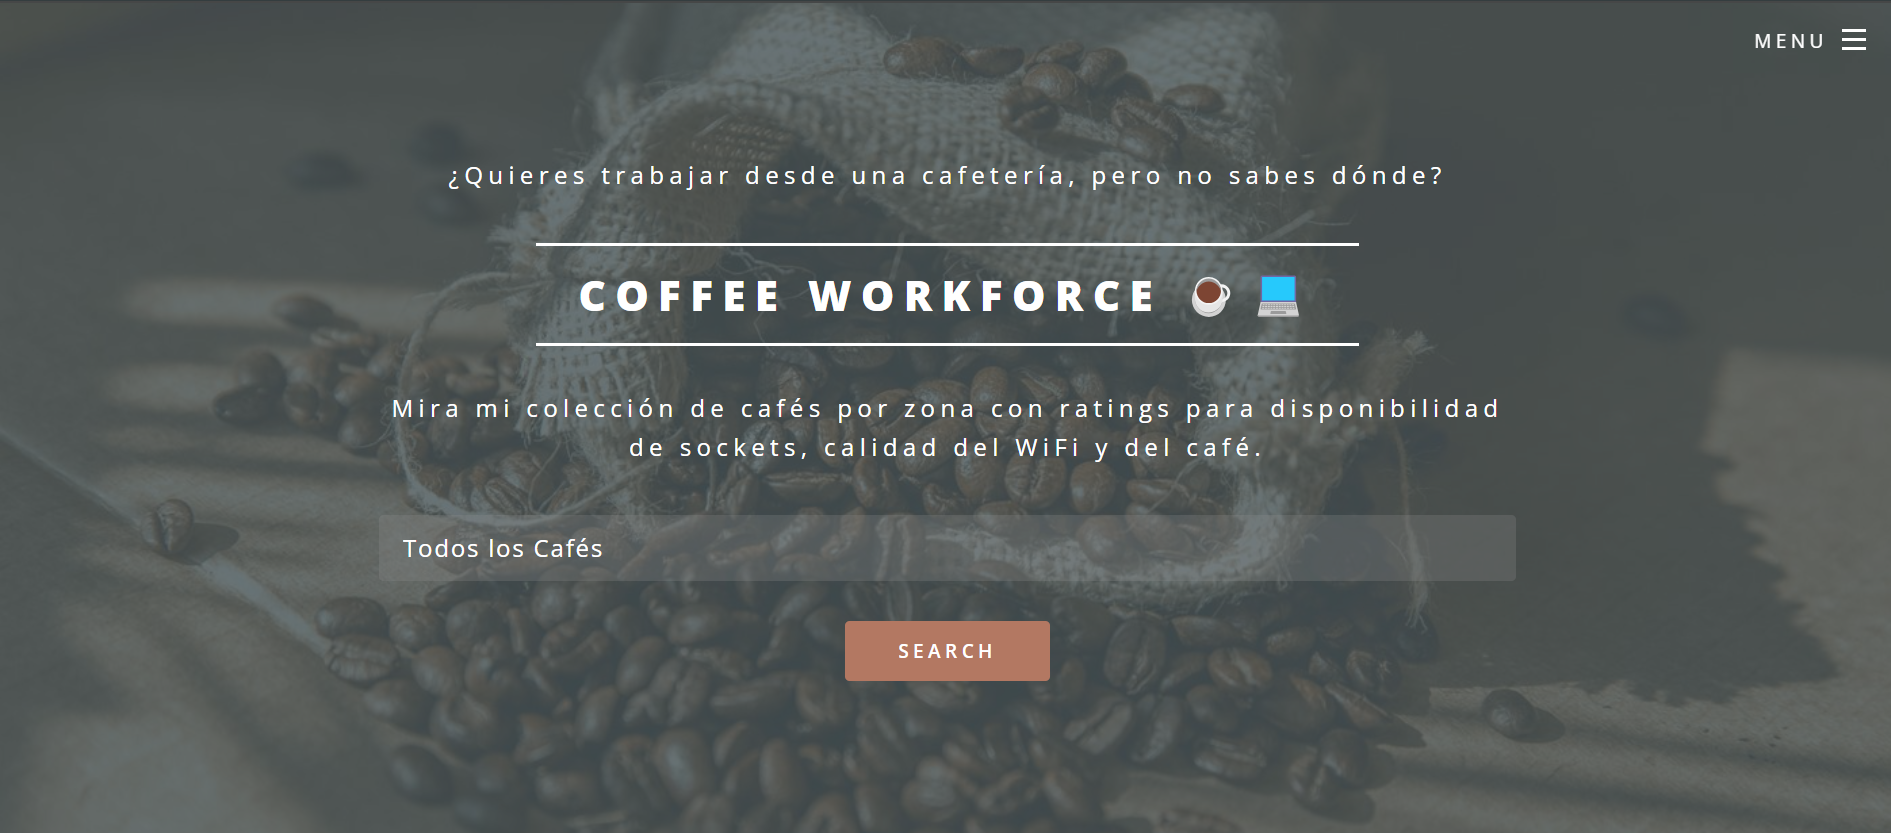 MENU
¿Quieres trabajar desde una cafetería, pero no sabes dónde?
COFFEE WORKFORCE ☕ 💻
Mira mi colección de cafés por zona con ratings para disponibilidad
de sockets, calidad del WiFi y del café.
Todos los Cafés
SEARCH